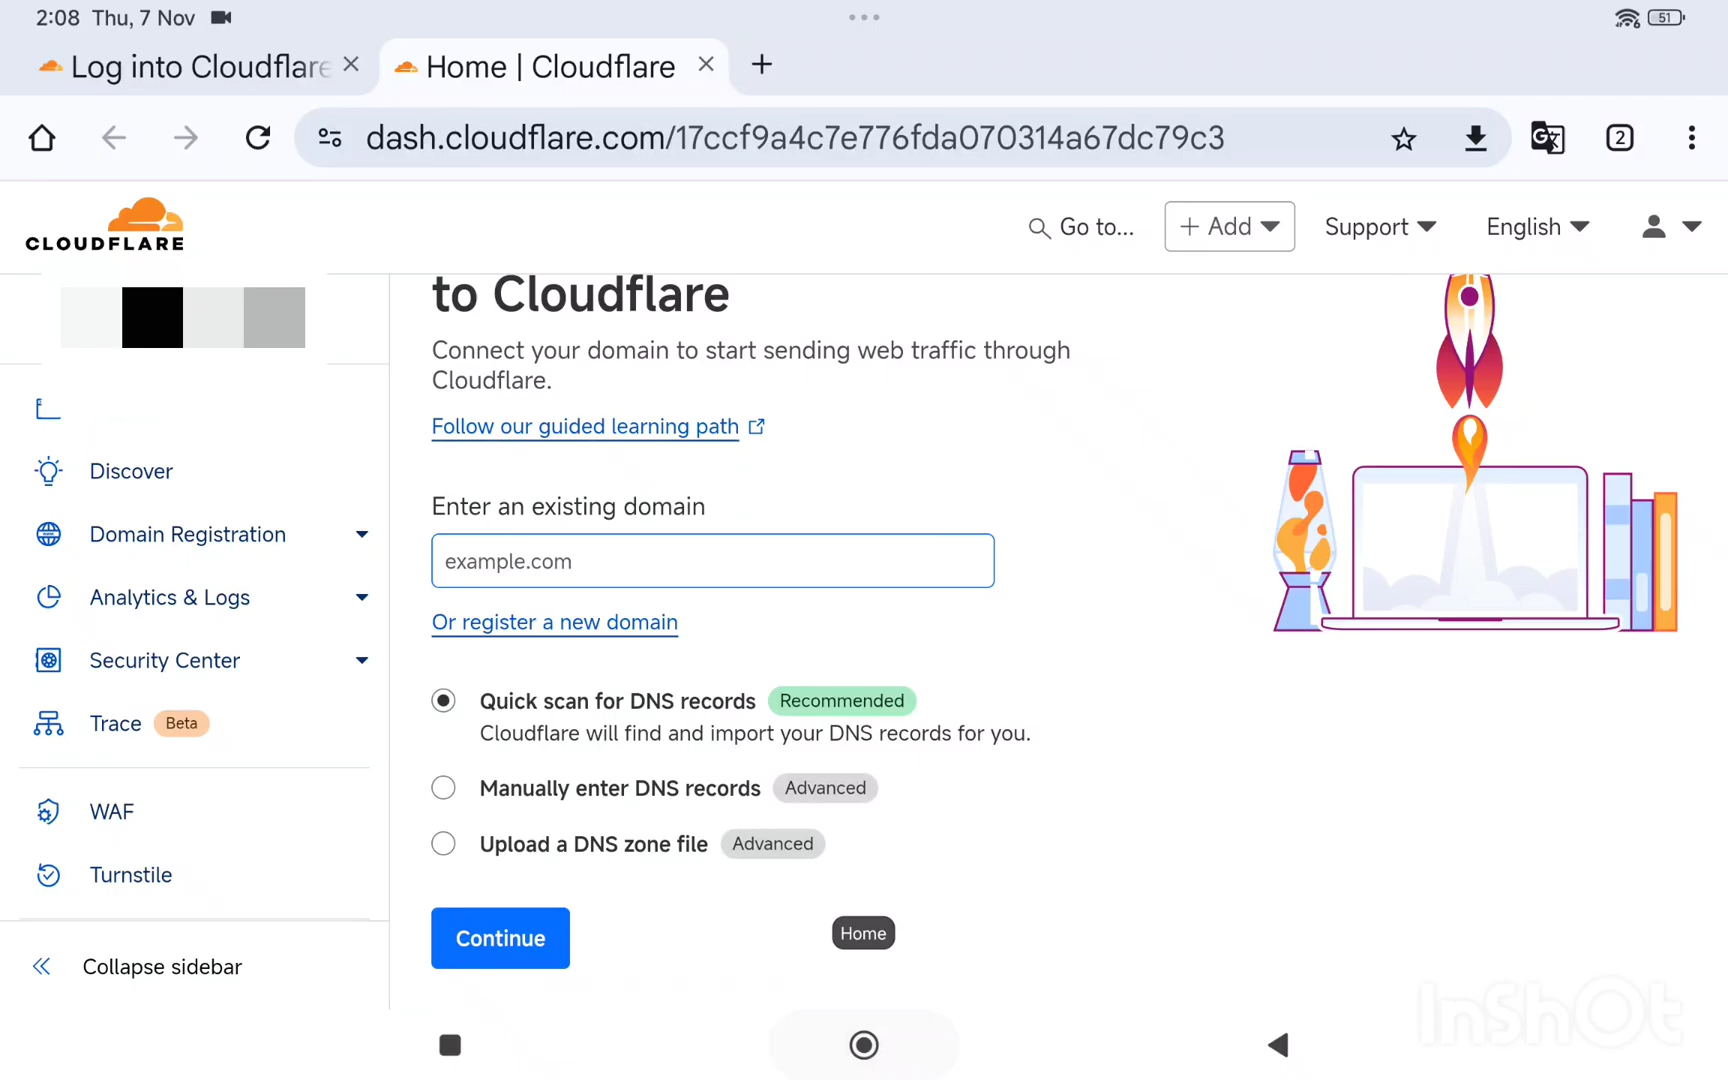 2:08 Thu, 7 Nov
51
Log into Cloudflare
Home | Cloudflare
dash.cloudflare.com/17ccf9a4c7e776fda070314a67dc79c3
2
CLOUDFLARE
Go to...
+ Add
Support
English
to Cloudflare
Connect your domain to start sending web traffic through
Cloudflare.
Follow our guided learning path
Enter an existing domain
example.com
Or register a new domain
Quick scan for DNS records Recommended
Cloudflare will find and import your DNS records for you.
Manually enter DNS records Advanced
Upload a DNS zone file Advanced
Continue
Discover
Domain Registration
Analytics & Logs
Security Center
Trace Beta
WAF
Turnstile
Collapse sidebar
Home
InShOt